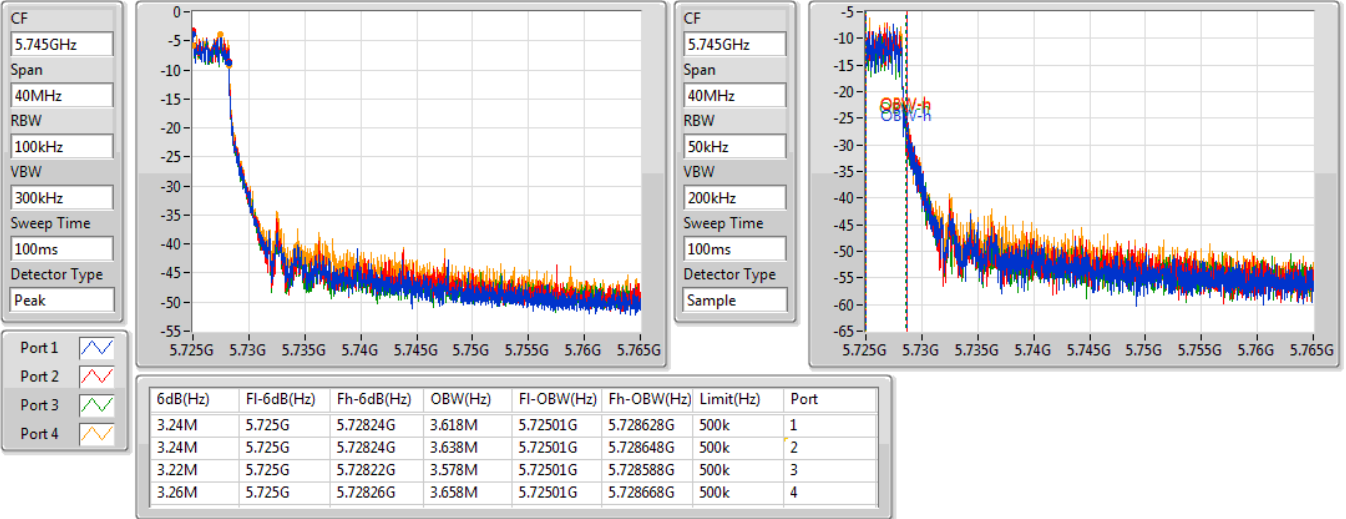 CF
5.745GHz
Span
40MHz
RBW
100kHz
VBW
300kHz
Sweep Time
100ms
Detector Type
Peak
0
-5
-10
-15
-20
-25
-30
-35
-40
-45
-50
-55
5.725G 5.73G 5.735G 5.74G 5.745G 5.75G 5.755G 5.76G 5.765G
CF
5.745GHz
Span
40MHz
RBW
50kHz
VBW
200kHz
Sweep Time
100ms
Detector Type
Sample
-5
-10
-15
-20
-25
-30
-35
-40
-45
-50
-55
-60
-65
OBW-h
OBW-h
5.725G 5.73G 5.735G 5.74G 5.745G 5.75G 5.755G 5.76G 5.765G
Port 1
Port 2
Port 3
Port 4
6dB(Hz) Fl-6dB(Hz) Fh-6dB(Hz) OBW(Hz) Fl-OBW(Hz) Fh-OBW(Hz) Limit(Hz) Port
3.24M 5.725G 5.72824G 3.618M 5.72501G 5.728628G 500k 1
3.24M 5.725G 5.72824G 3.638M 5.72501G 5.728648G 500k 2
3.22M 5.725G 5.72822G 3.578M 5.72501G 5.728588G 500k 3
3.26M 5.725G 5.72826G 3.658M 5.72501G 5.728668G 500k 4